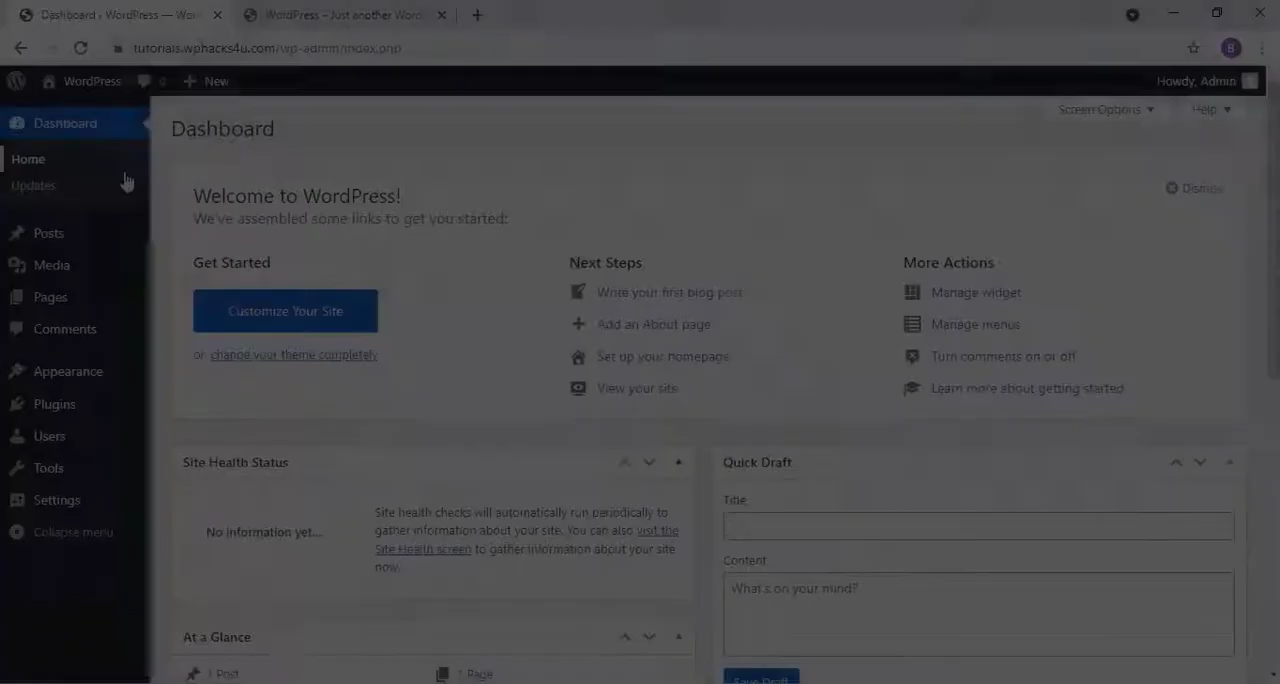 Dashboard ‹ WordPress — Wor
WordPress – Just another Word
tutorials.wphacks4u.com/wp-admin/index.php
B
WordPress
0
New
Howdy, Admin
Dashboard
Home
Updates
Posts
Media
Pages
Comments
Appearance
Plugins
Users
Tools
Settings
Collapse menu
Dashboard
Screen Options
Help
Welcome to WordPress!
We've assembled some links to get you started:
Dismiss
Get Started
Customize Your Site
or change your theme completely
Next Steps
Write your first blog post
Add an About page
Set up your homepage
View your site
More Actions
Manage widget
Manage menus
Turn comments on or off
Learn more about getting started
Site Health Status
No information yet...
Site health checks will automatically run periodically to
gather information about your site. You can also visit the
Site Health screen to gather information about your site
now.
At a Glance
1 Post
1 Page
Quick Draft
Title
Content
What's on your mind?
Save Draft